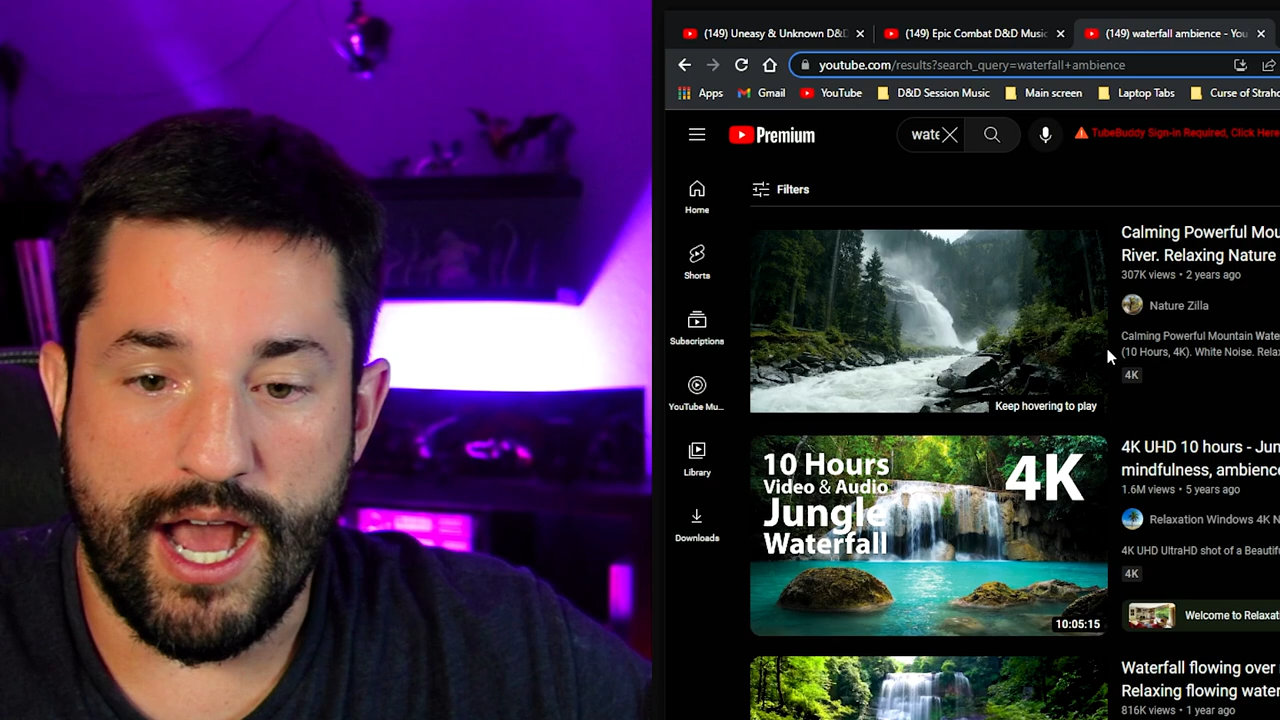 (149) Uneasy & Unknown D&D
(149) Epic Combat D&D Music
(149) waterfall ambience - You
youtube.com/results?search_query=waterfall+ambience
Apps
Gmail
YouTube
D&D Session Music
Main screen
Laptop Tabs
Curse of Strahd
Premium
wate
TubeBuddy Sign-in Required, Click Here
Home
Shorts
Subscriptions
YouTube Mu...
Library
Downloads
Filters
Keep hovering to play
Calming Powerful Mou
River. Relaxing Nature
307K views • 2 years ago
Nature Zilla
Calming Powerful Mountain Wate
(10 Hours, 4K). White Noise. Rela
4K
10 Hours
Video & Audio
Jungle
Waterfall
4K
10:05:15
4K UHD 10 hours - Jun
mindfulness, ambience
1.6M views • 5 years ago
Relaxation Windows 4K N
4K UHD UltraHD shot of a Beautif
4K
Welcome to Relaxat
Waterfall flowing over
Relaxing flowing water
816K views • 1 year ago